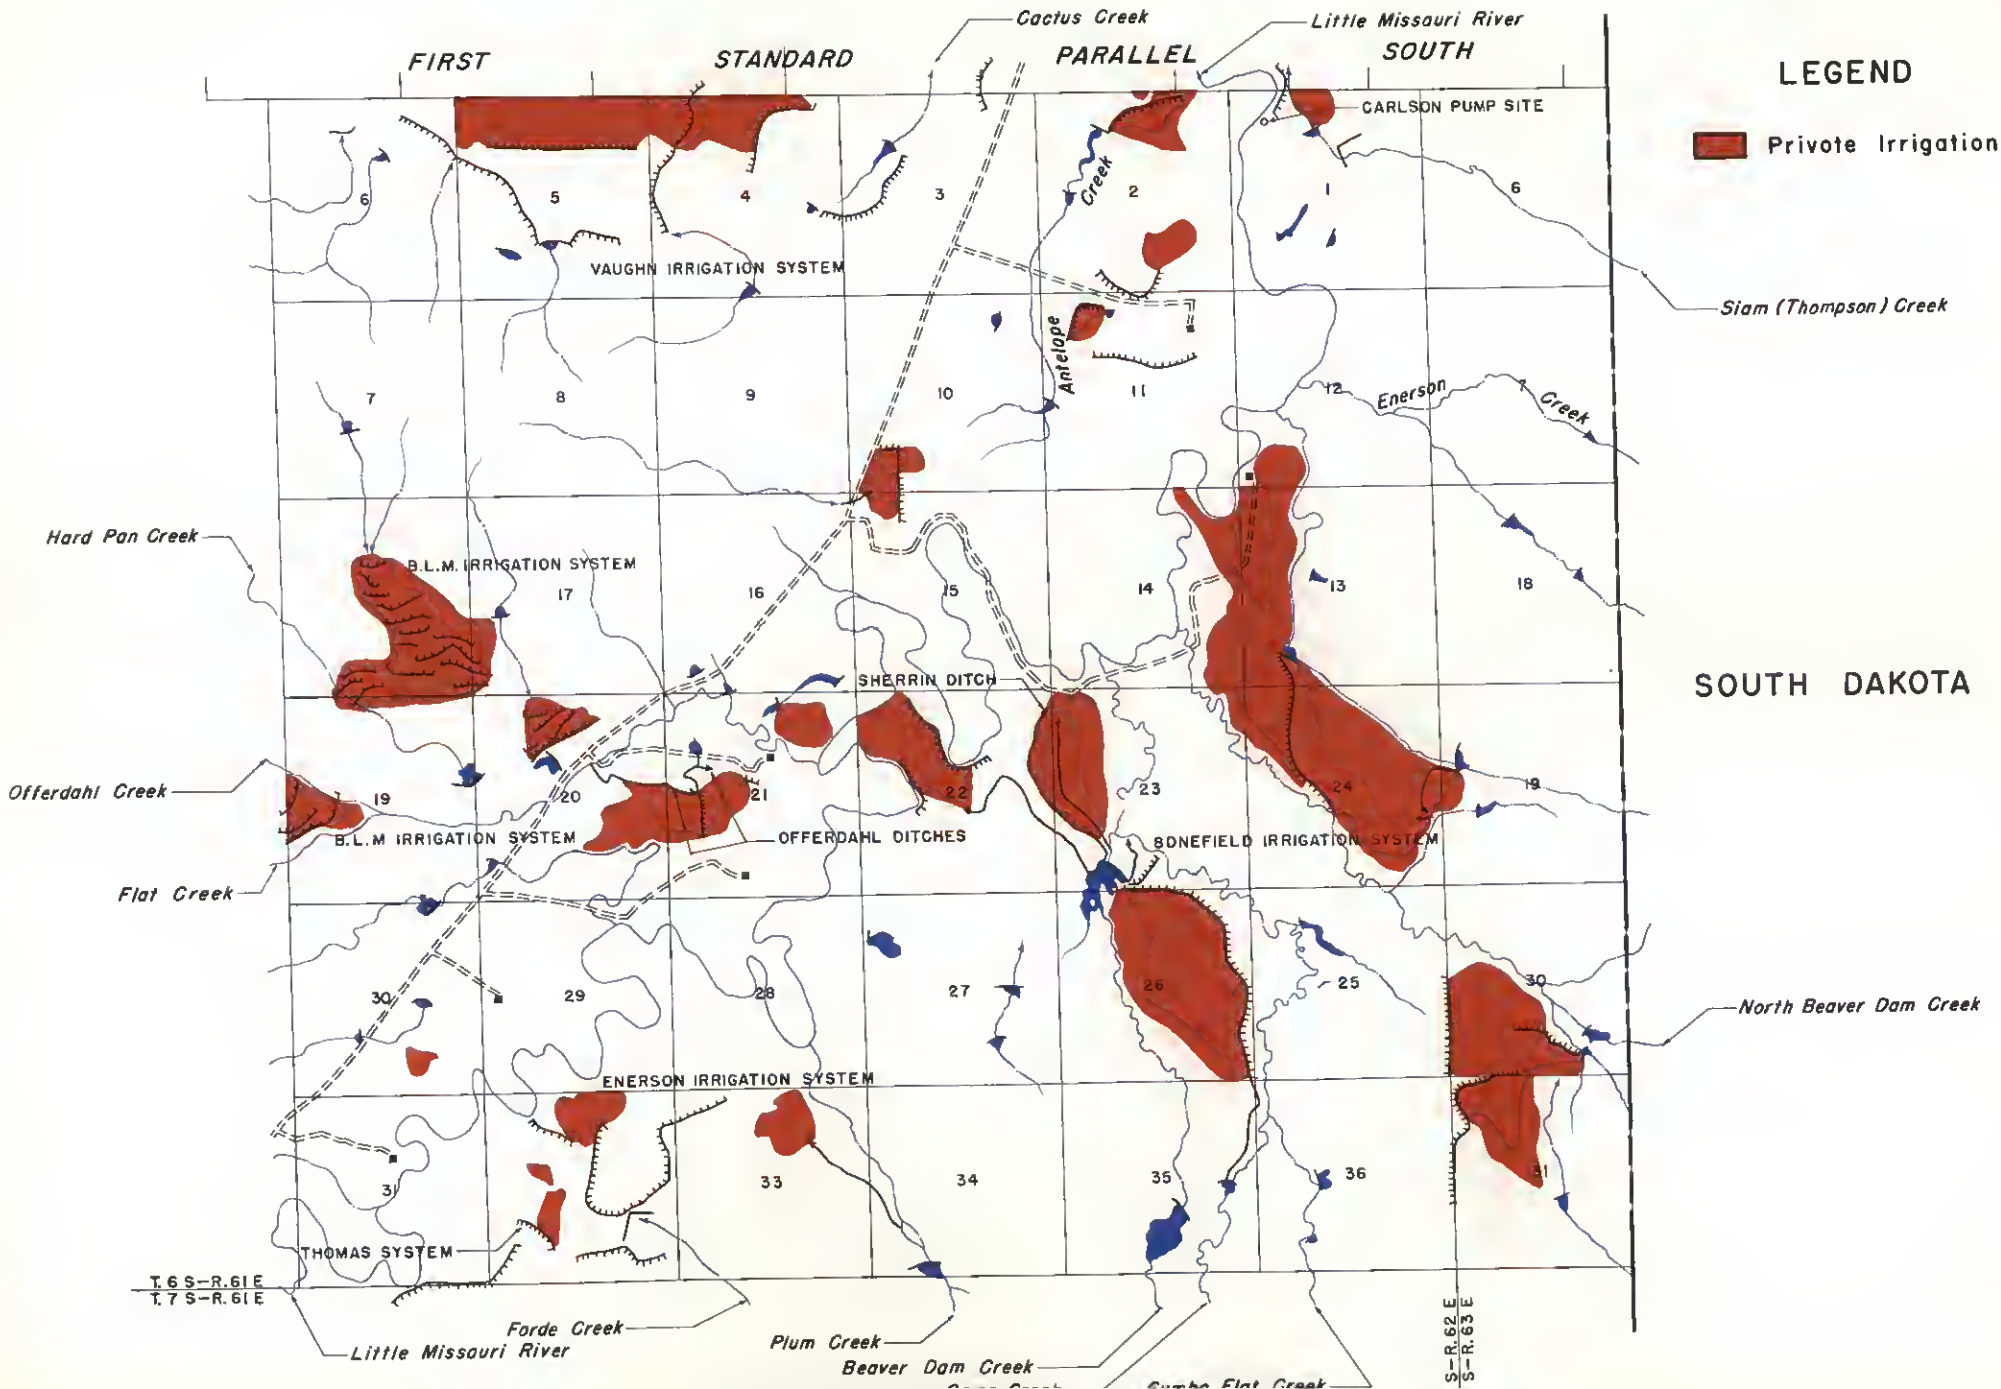 Cactus Creek
Little Missouri River
FIRST STANDARD PARALLEL SOUTH
LEGEND
CARLSON PUMP SITE
Private Irrigation
6 5 4 3 2 1 6
Creek
VAUGHN IRRIGATION SYSTEM
Siam (Thompson) Creek
Antelope
7 8 9 10 11 12 7
Enerson Creek
Hard Pan Creek
B.L.M. IRRIGATION SYSTEM
17 16 15 14 13 18
SHERRIN DITCH
SOUTH DAKOTA
Offerdahl Creek
19 20 21 22 23 24 19
B.L.M IRRIGATION SYSTEM
OFFERDAHL DITCHES
BONEFIELD IRRIGATION SYSTEM
Flat Creek
30 29 28 27 26 25 30
North Beaver Dam Creek
ENERSON IRRIGATION SYSTEM
31 33 34 35 36 31
THOMAS SYSTEM
T. 6 S-R. 61 E
T. 7 S-R. 61 E
S-R. 62 E
S-R. 63 E
Forde Creek
Little Missouri River
Plum Creek
Beaver Dam Creek
Flat Creek